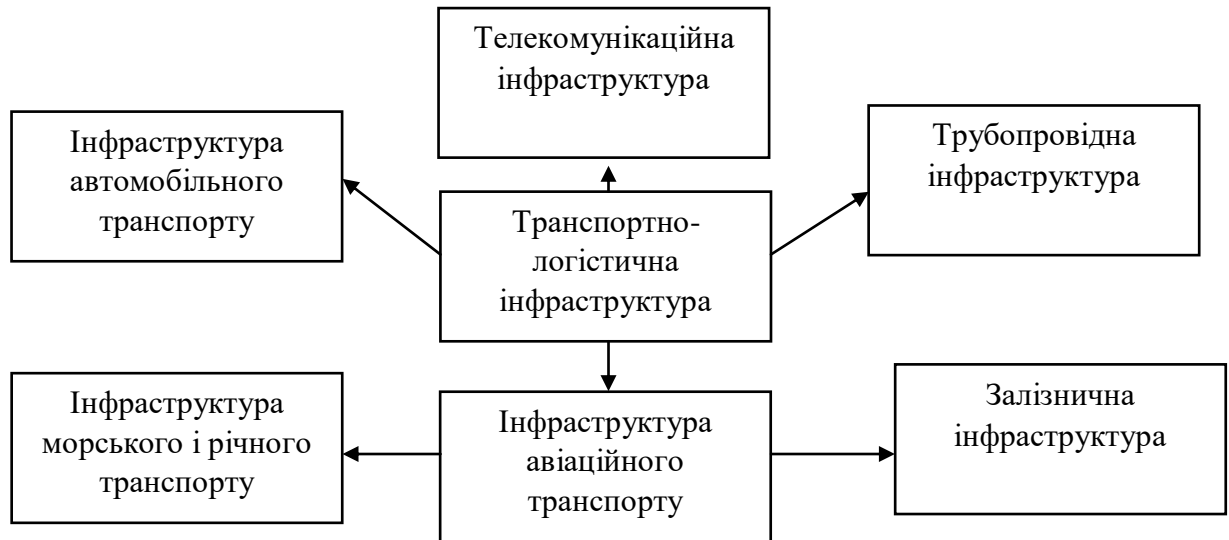 Телекомунікаційна
інфраструктура
Інфраструктура
автомобільного
транспорту
Трубопровідна
інфраструктура
Транспортно-
логістична
інфраструктура
Інфраструктура
морського і річного
транспорту
Інфраструктура
авіаційного
транспорту
Залізнична
інфраструктура